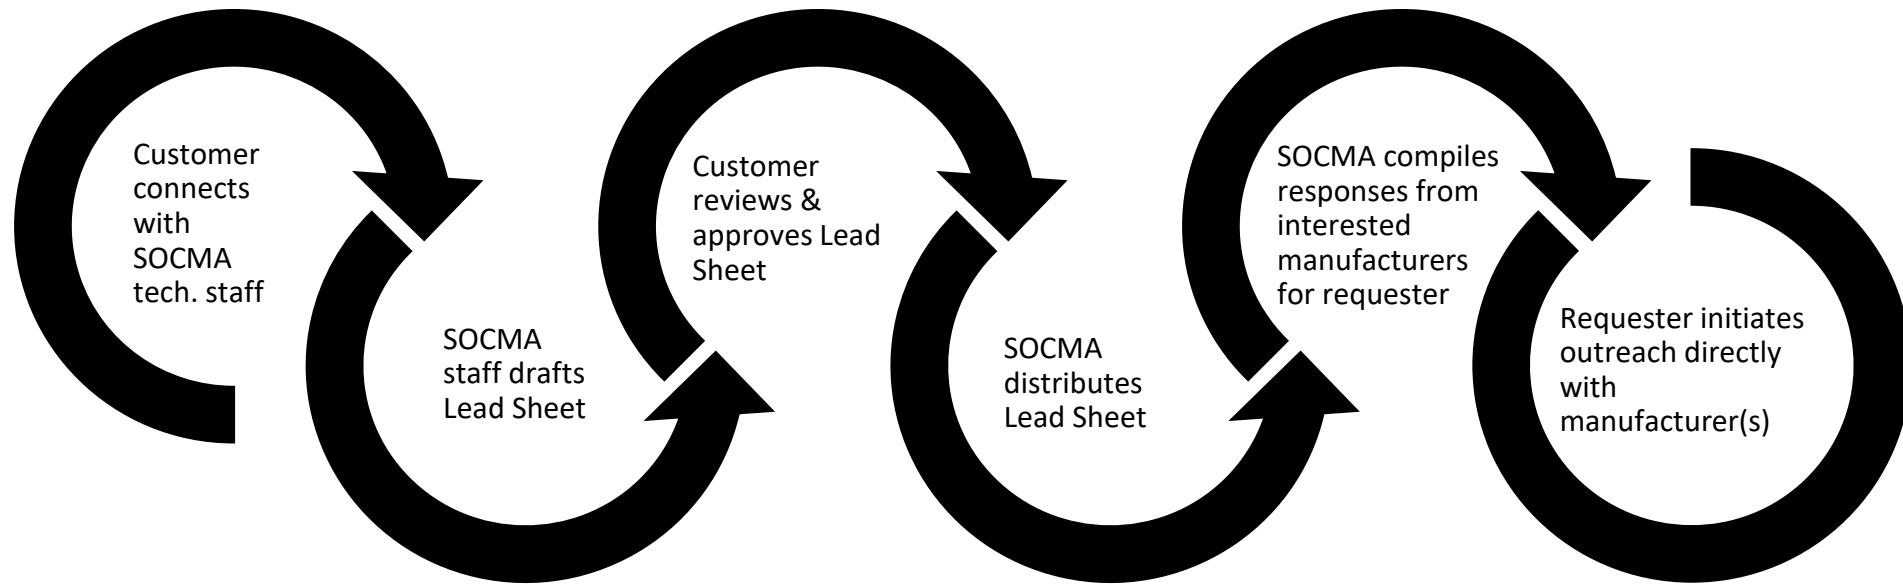 Customer
connects
with
SOCMA
tech. staff
SOCMA
staff drafts
Lead Sheet
Customer
reviews &
approves Lead
Sheet
SOCMA
distributes
Lead Sheet
SOCMA compiles
responses from
interested
manufacturers
for requester
Requester initiates
outreach directly
with
manufacturer(s)